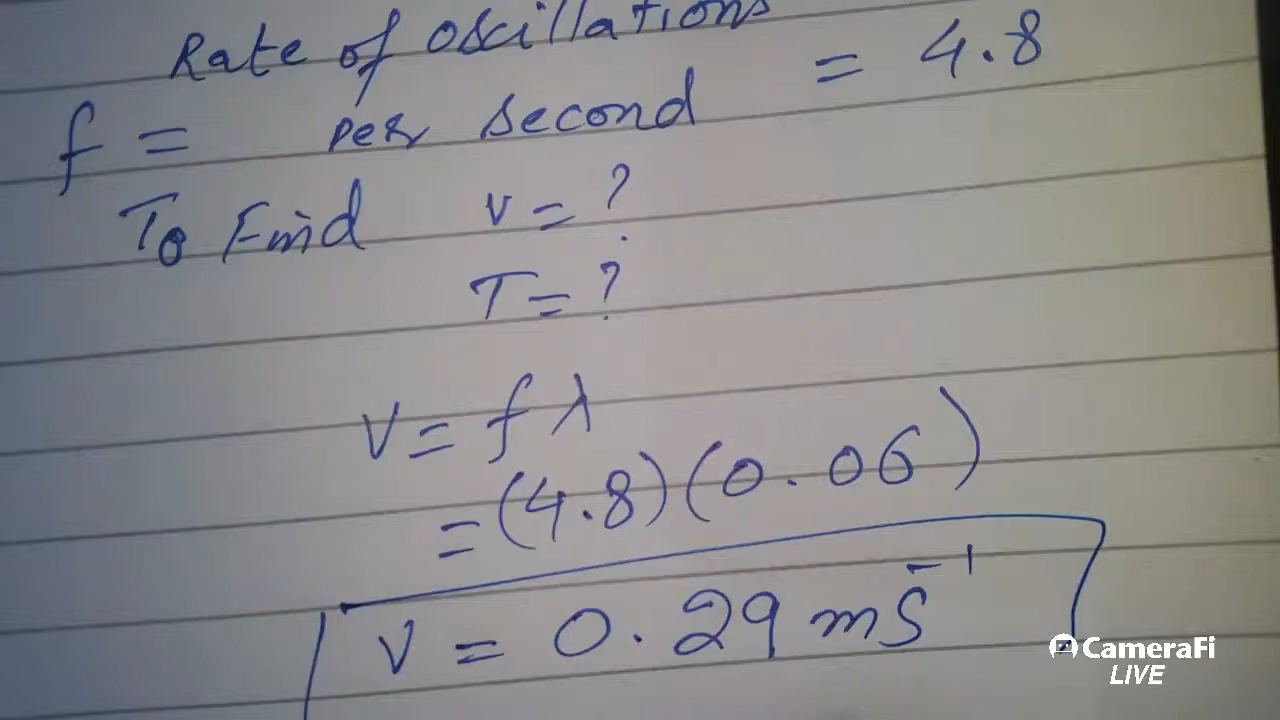 Rate of oscillations
f = per second = 4.8
To Find v = ?
T = ?
v = fλ
= (4.8)(0.06)
v = 0.29 mS⁻¹
CameraFi
LIVE